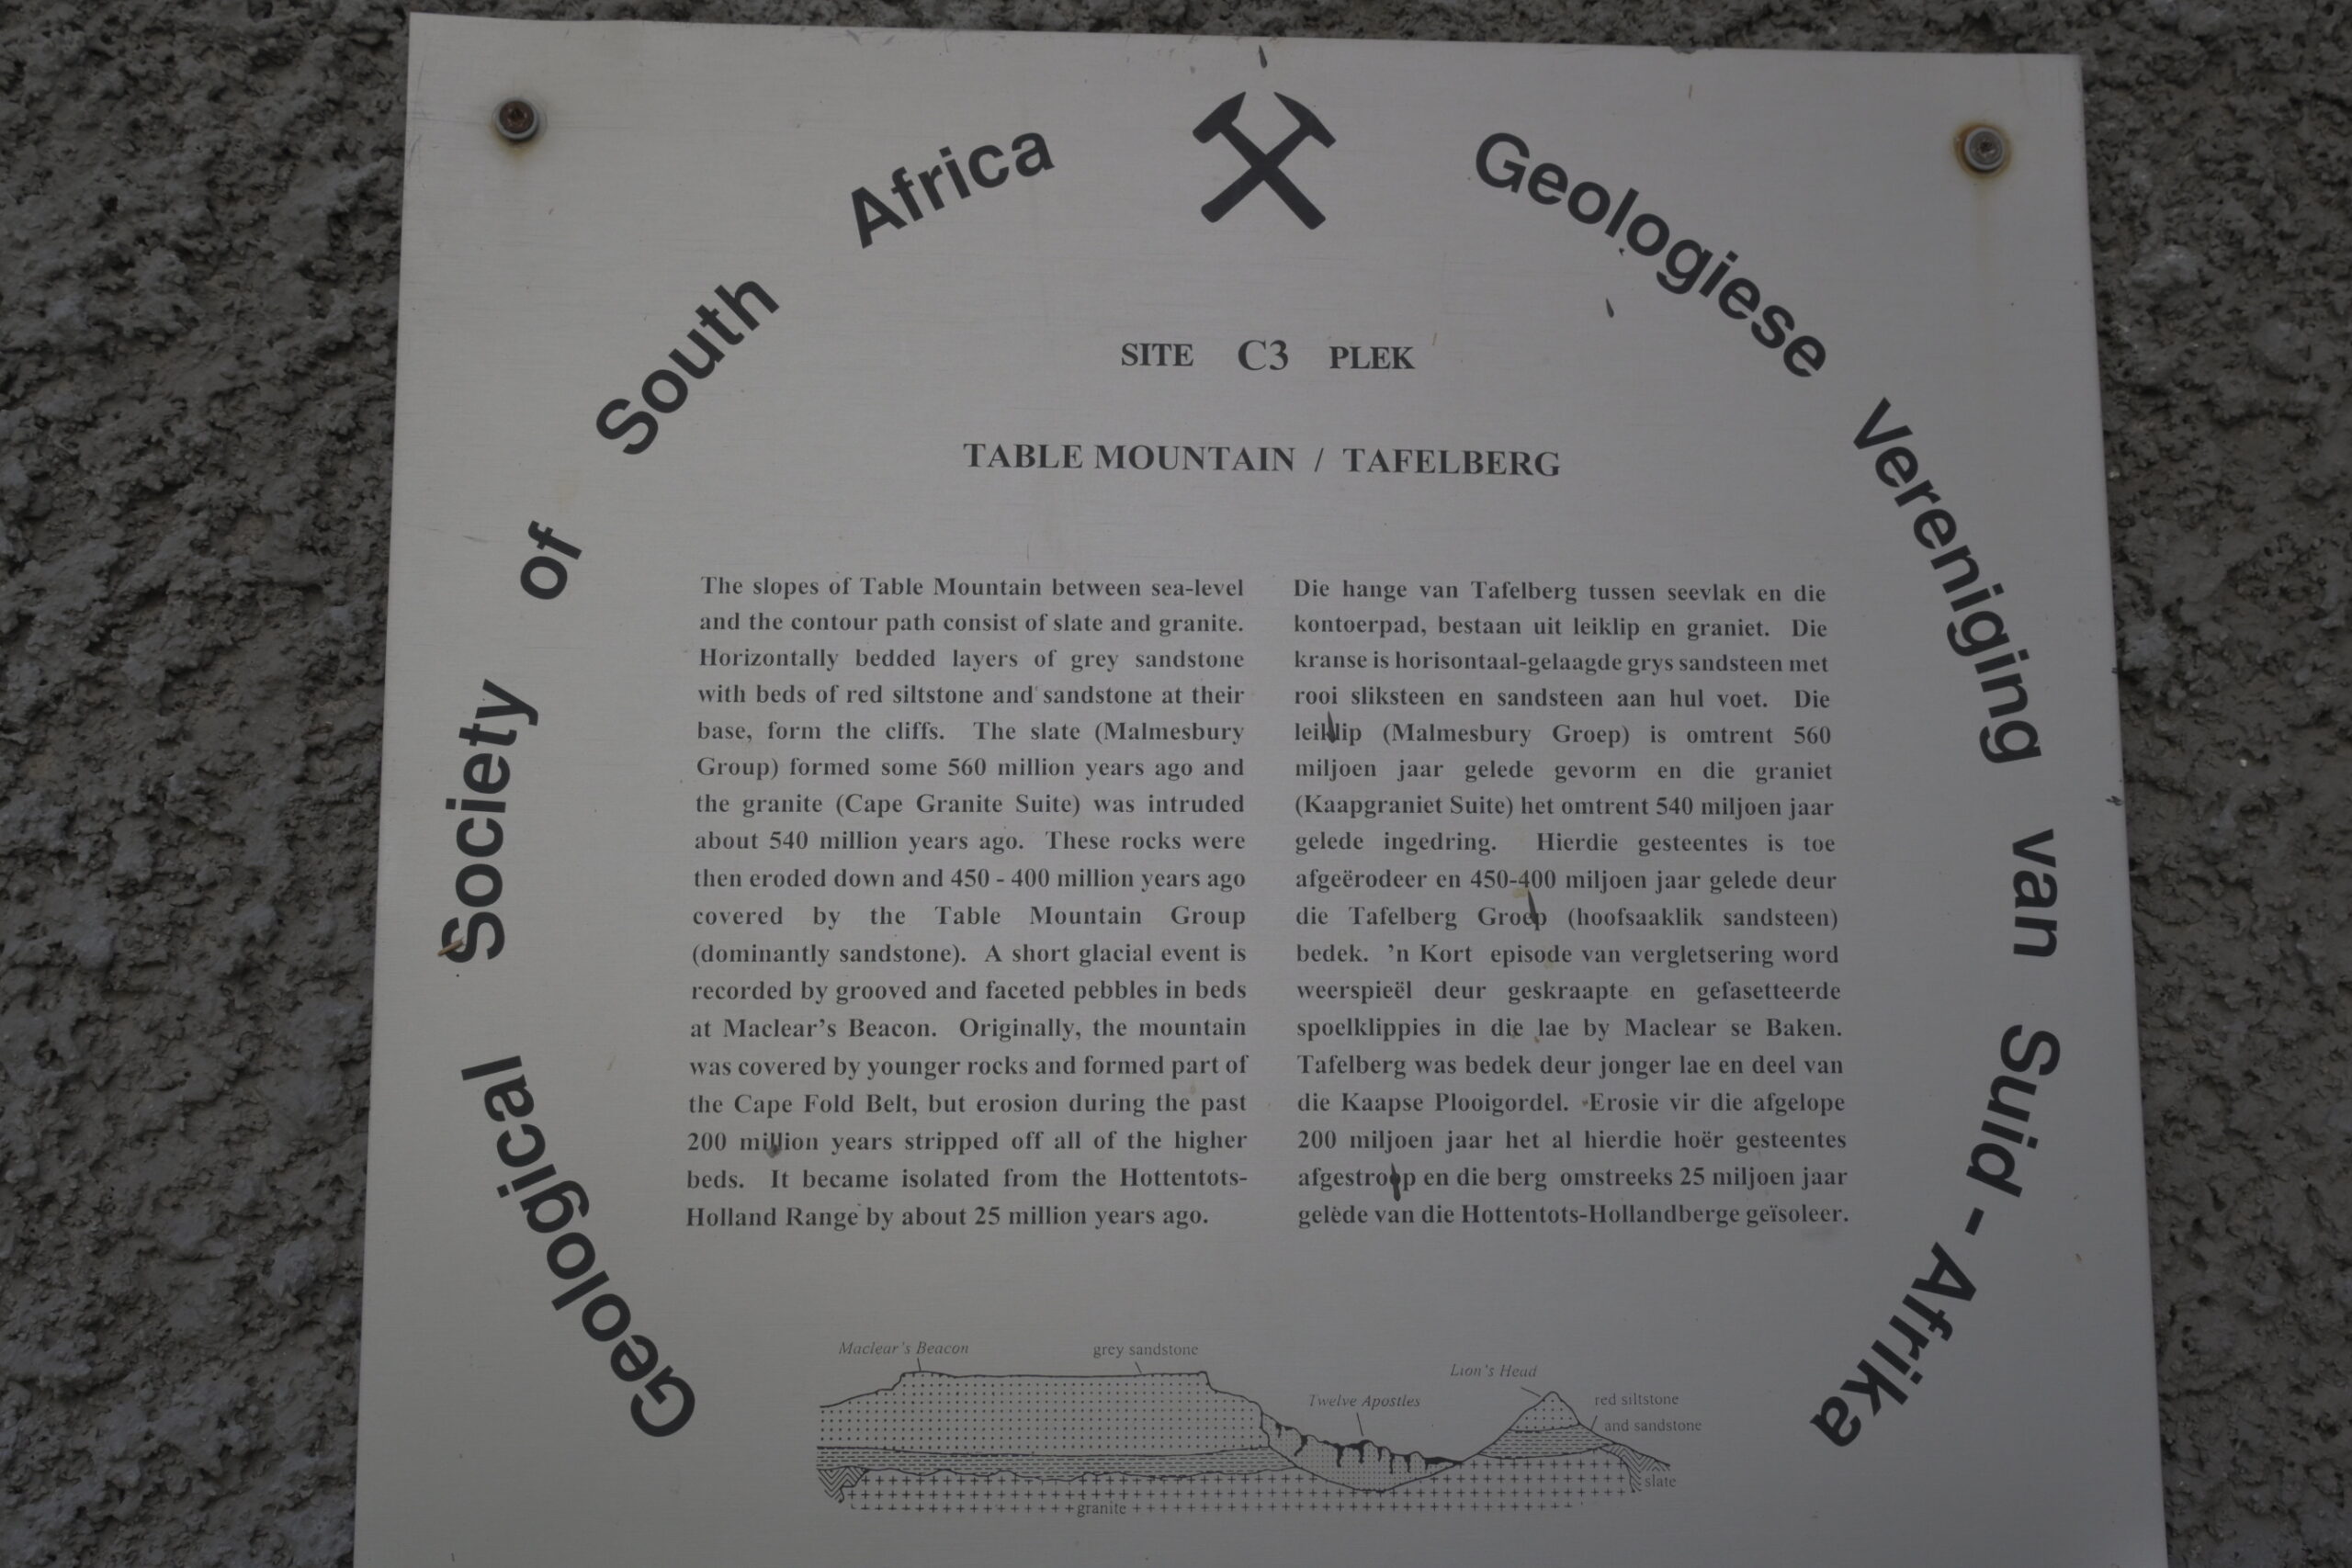 Geological Society of South Africa
Geologiese Vereniging van Suid - Afrika
SITE C3 PLEK
TABLE MOUNTAIN / TAFELBERG
The slopes of Table Mountain between sea-level
and the contour path consist of slate and granite.
Horizontally bedded layers of grey sandstone
with beds of red siltstone and sandstone at their
base, form the cliffs. The slate (Malmesbury
Group) formed some 560 million years ago and
the granite (Cape Granite Suite) was intruded
about 540 million years ago. These rocks were
then eroded down and 450 - 400 million years ago
covered by the Table Mountain Group
(dominantly sandstone). A short glacial event is
recorded by grooved and faceted pebbles in beds
at Maclear's Beacon. Originally, the mountain
was covered by younger rocks and formed part of
the Cape Fold Belt, but erosion during the past
200 million years stripped off all of the higher
beds. It became isolated from the Hottentots-
Holland Range by about 25 million years ago.
Die hange van Tafelberg tussen seevlak en die
kontoerpad, bestaan uit leiklip en graniet. Die
kranse is horisontaal-gelaagde grys sandsteen met
rooi sliksteen en sandsteen aan hul voet. Die
leiklip (Malmesbury Groep) is omtrent 560
miljoen jaar gelede gevorm en die graniet
(Kaapgraniet Suite) het omtrent 540 miljoen jaar
gelede ingedring. Hierdie gesteentes is toe
afgeërodeer en 450-400 miljoen jaar gelede deur
die Tafelberg Groep (hoofsaaklik sandsteen)
bedek. 'n Kort episode van vergletsering word
weerspieël deur geskraapte en gefasetteerde
spoelklippies in die lae by Maclear se Baken.
Tafelberg was bedek deur jonger lae en deel van
die Kaapse Plooigordel. Erosie vir die afgelope
200 miljoen jaar het al hierdie hoër gesteentes
afgestroop en die berg omstreeks 25 miljoen jaar
gelede van die Hottentots-Hollandberge geïsoleer.
Maclear's Beacon
grey sandstone
Twelve Apostles
Lion's Head
red siltstone
and sandstone
slate
granite